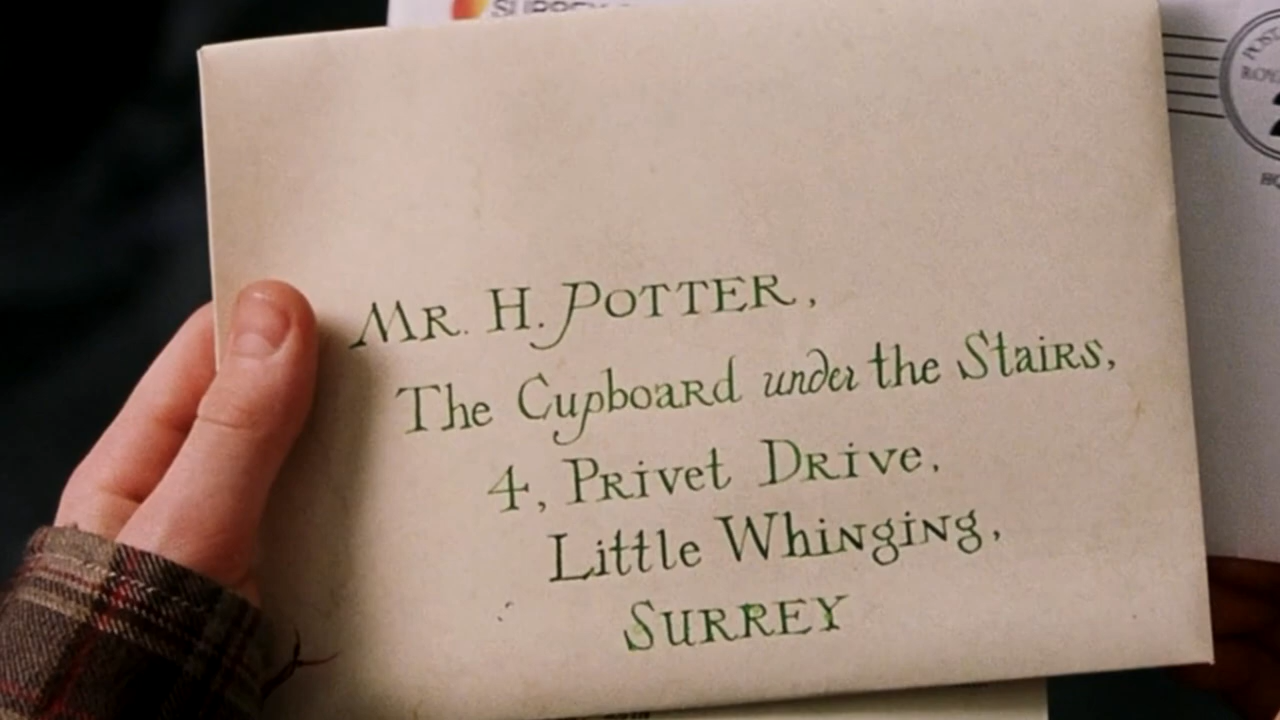 Mr. H. Potter,
The Cupboard under the Stairs,
4, Privet Drive,
Little Whinging,
SURREY